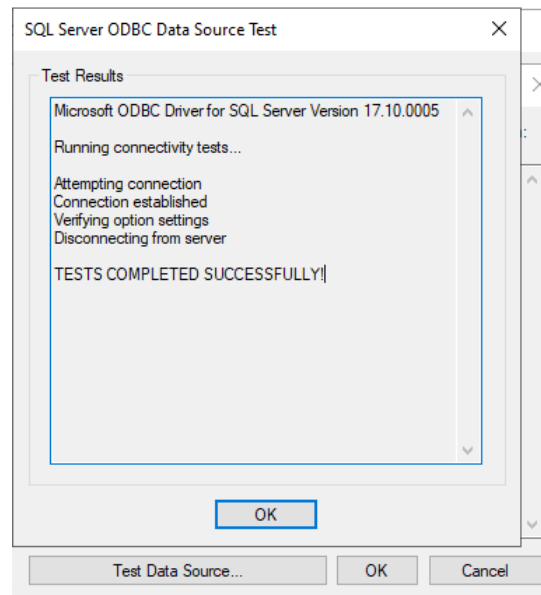 SQL Server ODBC Data Source Test
Test Results
Microsoft ODBC Driver for SQL Server Version 17.10.0005
Running connectivity tests...
Attempting connection
Connection established
Verifying option settings
Disconnecting from server
TESTS COMPLETED SUCCESSFULLY!
OK
Test Data Source...
OK
Cancel